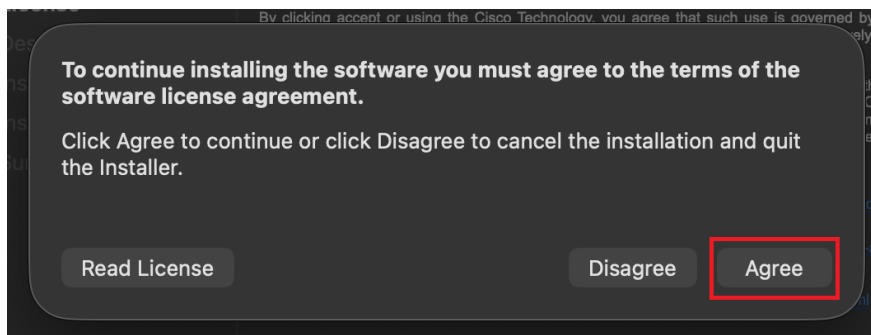 By clicking accept or using the Cisco Technology, you agree that such use is governed by
To continue installing the software you must agree to the terms of the
software license agreement.
Click Agree to continue or click Disagree to cancel the installation and quit
the Installer.
Read License
Disagree
Agree